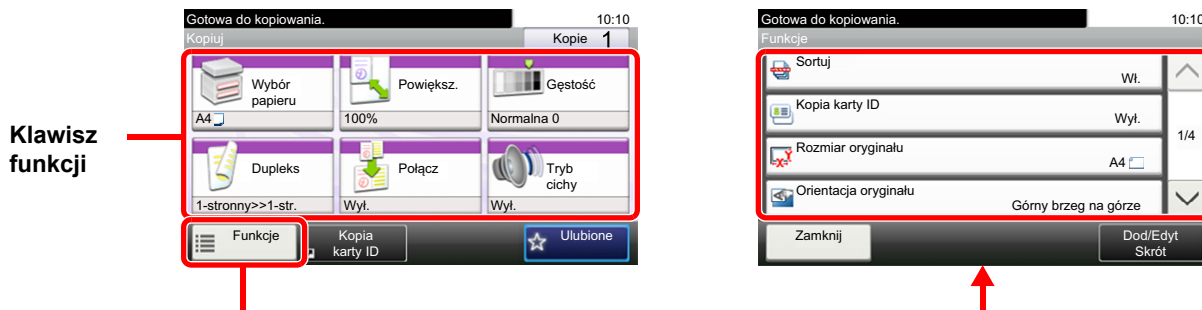 Gotowa do kopiowania.
10:10
Kopiuj
Kopie 1
Wybór
papieru
A4
Powiększ.
100%
Gęstość
Normalna 0
Klawisz
funkcji
Dupleks
1-stronny>>1-str.
Połącz
Wył.
Tryb
cichy
Wył.
Funkcje
Kopia
karty ID
Ulubione
Gotowa do kopiowania.
10:10
Funkcje
Sortuj
Wł.
Kopia karty ID
Wył.
1/4
Rozmiar oryginału
A4
Orientacja oryginału
Górny brzeg na górze
Zamknij
Dod/Edyt
Skrót